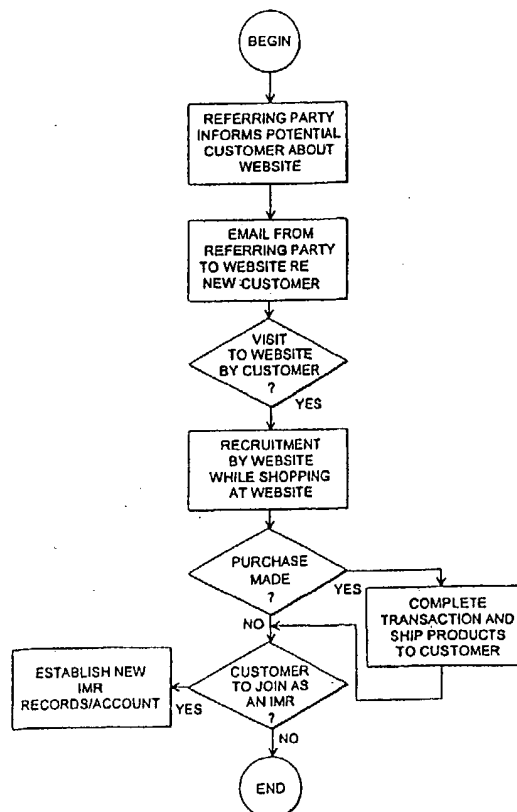 BEGIN
REFERRING PARTY
INFORMS POTENTIAL
CUSTOMER ABOUT
WEBSITE
EMAIL FROM
REFERRING PARTY
TO WEBSITE RE
NEW CUSTOMER
VISIT
TO WEBSITE
BY CUSTOMER
?
YES
RECRUITMENT
BY WEBSITE
WHILE SHOPPING
AT WEBSITE
PURCHASE
MADE
?
YES
NO
COMPLETE
TRANSACTION AND
SHIP PRODUCTS
TO CUSTOMER
CUSTOMER
TO JOIN AS
AN IMR
?
YES
ESTABLISH NEW
IMR
RECORDS/ACCOUNT
NO
END